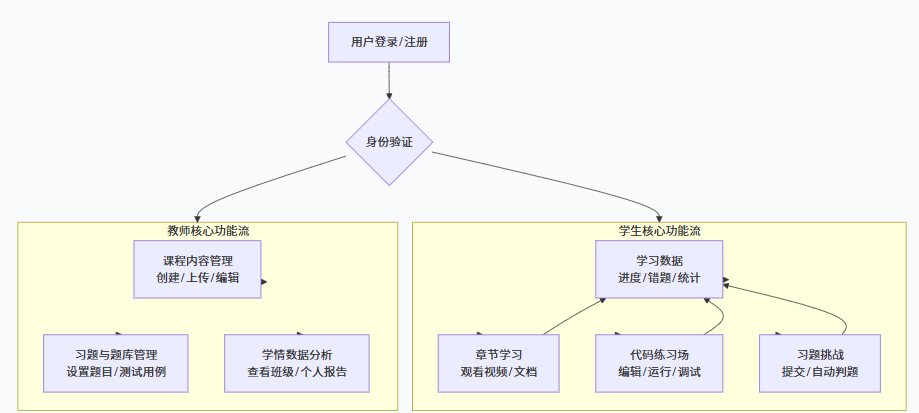 用户登录/注册
身份验证
教师核心功能流
课程内容管理
创建/上传/编辑
习题与题库管理
设置题目/测试用例
学情数据分析
查看班级/个人报告
学生核心功能流
学习数据
进度/错题/统计
章节学习
观看视频/文档
代码练习场
编辑/运行/调试
习题挑战
提交/自动判题